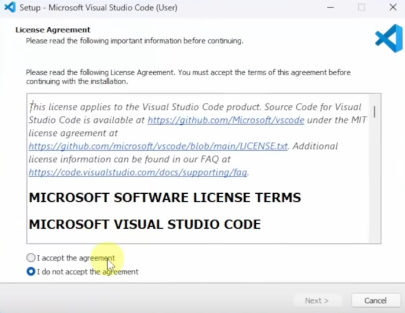 Setup - Microsoft Visual Studio Code (User)
License Agreement
Please read the following important information before continuing.
Please read the following License Agreement. You must accept the terms of this agreement before
continuing with the installation.
This license applies to the Visual Studio Code product. Source Code for Visual
Studio Code is available at https://github.com/Microsoft/vscode under the MIT
license agreement at
https://github.com/microsoft/vscode/blob/main/LICENSE.txt. Additional
license information can be found in our FAQ at
https://code.visualstudio.com/docs/supporting/faq.
MICROSOFT SOFTWARE LICENSE TERMS
MICROSOFT VISUAL STUDIO CODE
I accept the agreement
I do not accept the agreement
Next >
Cancel